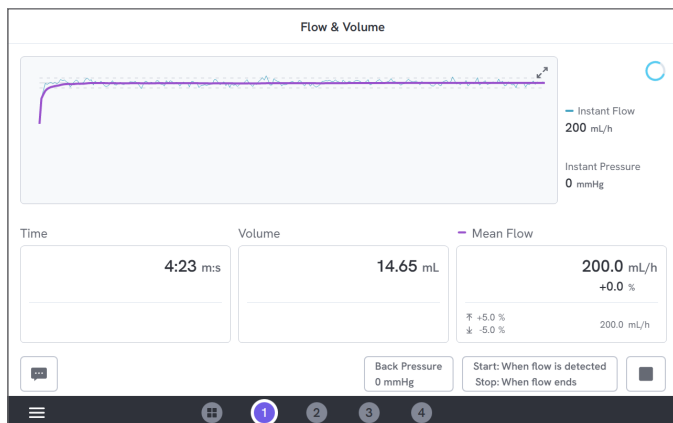 Flow & Volume
Instant Flow
200 mL/h
Instant Pressure
0 mmHg
Time
Volume
Mean Flow
4:23 m:s
14.65 mL
200.0 mL/h
+0.0 %
+5.0 %
-5.0 %
200.0 mL/h
Back Pressure
0 mmHg
Start: When flow is detected
Stop: When flow ends
1 2 3 4